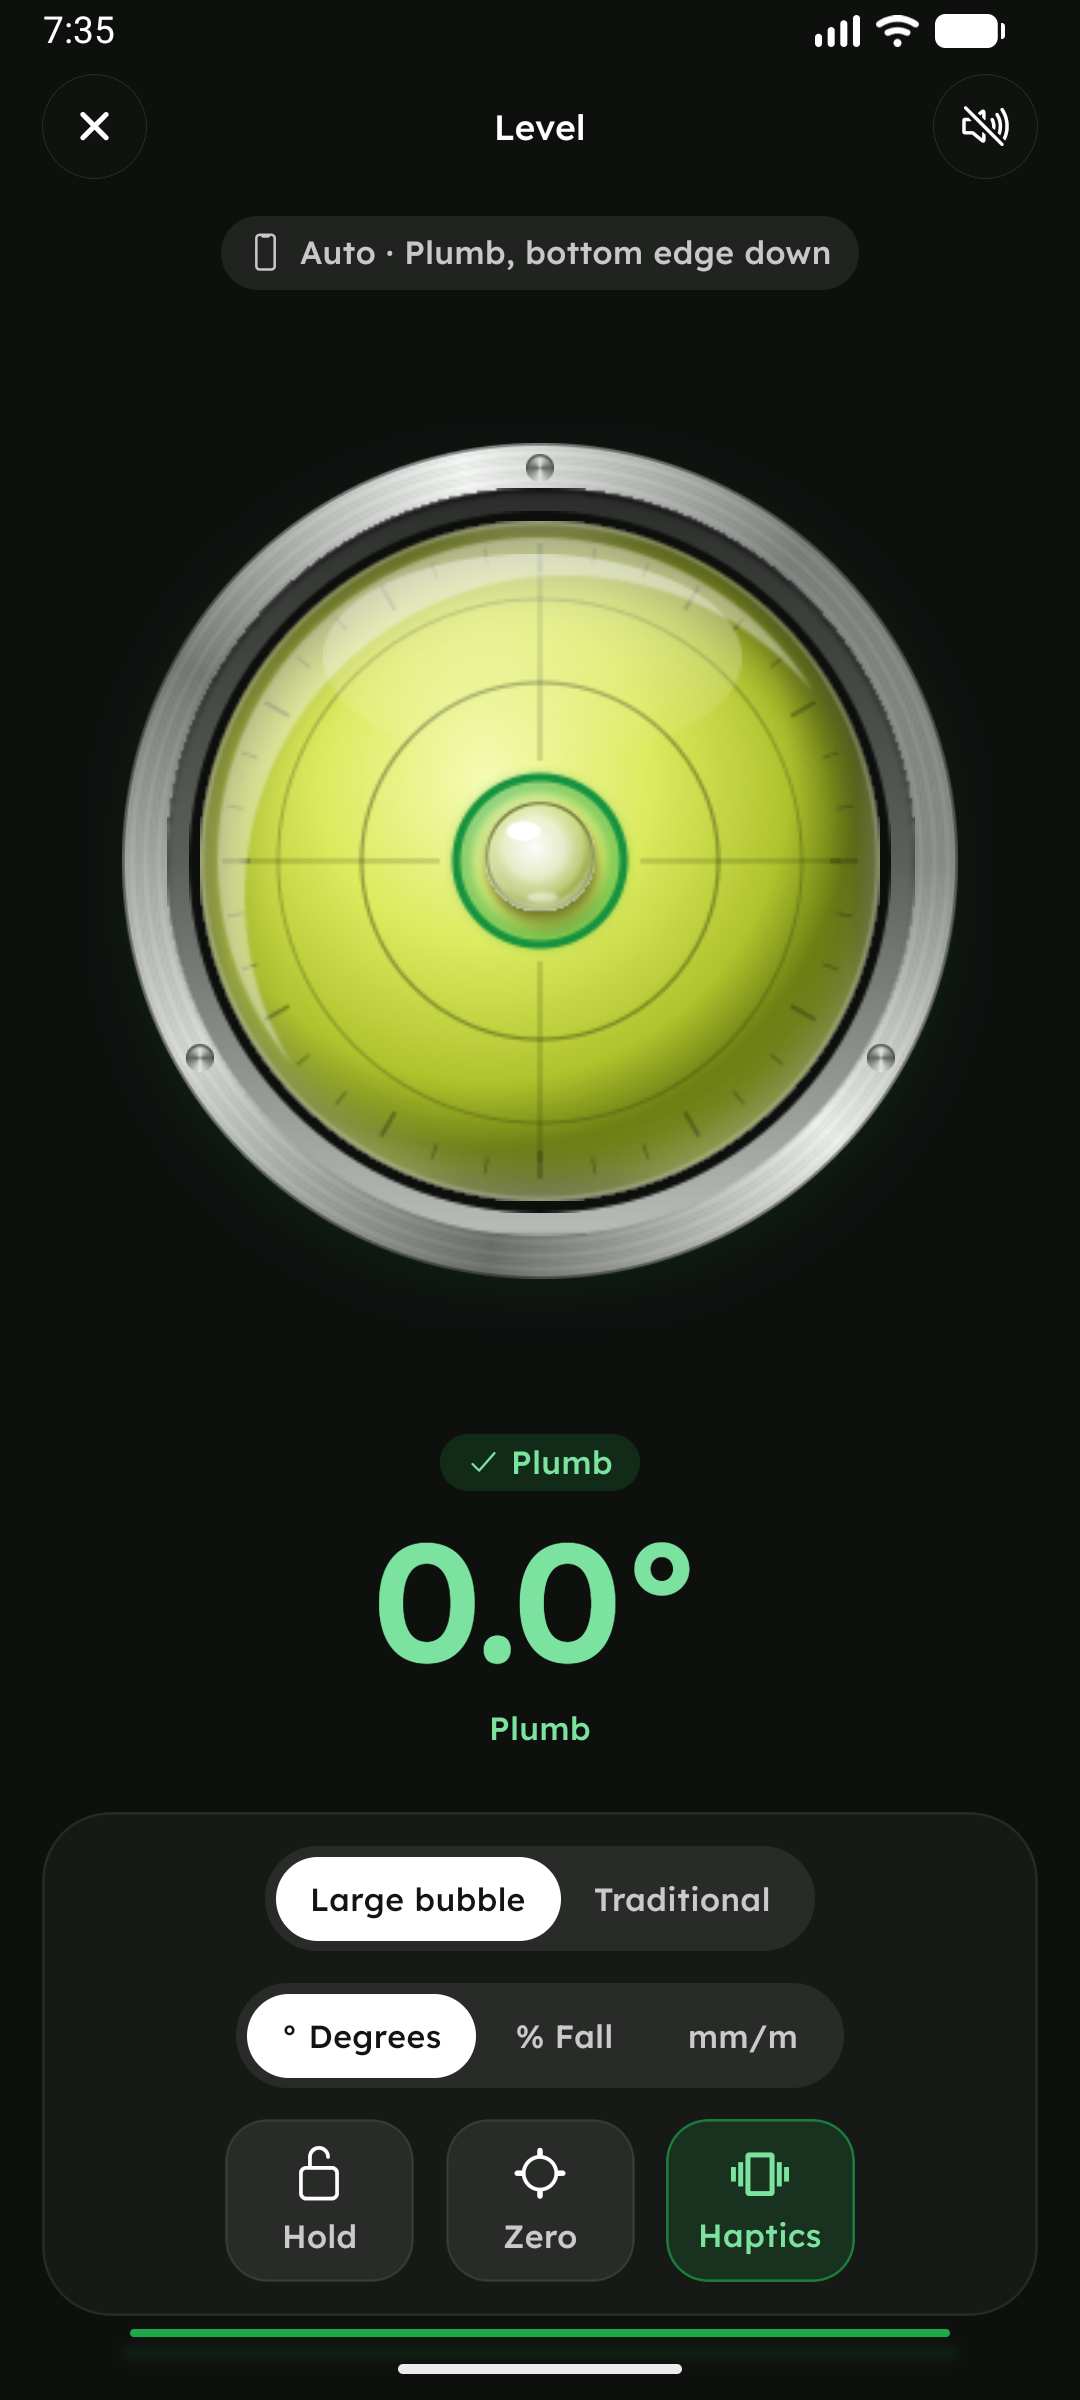 7:35
Level
Auto · Plumb, bottom edge down
Plumb
0.0°
Plumb
Large bubble Traditional
° Degrees % Fall mm/m
Hold Zero Haptics